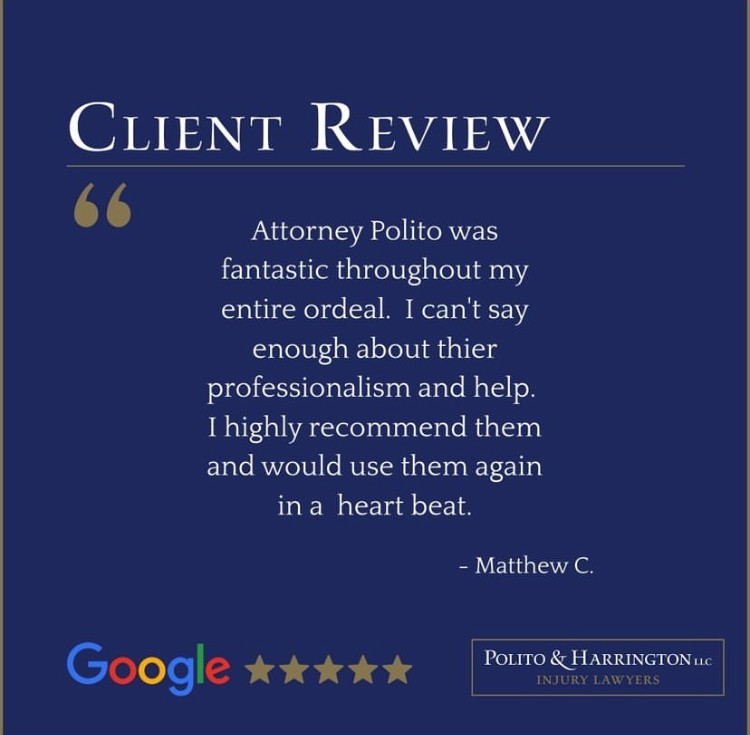 CLIENT REVIEW
“
Attorney Polito was
fantastic throughout my
entire ordeal.  I can't say
enough about thier
professionalism and help.
I highly recommend them
and would use them again
in a  heart beat.
- Matthew C.
Google
POLITO & HARRINGTON LLC
INJURY LAWYERS